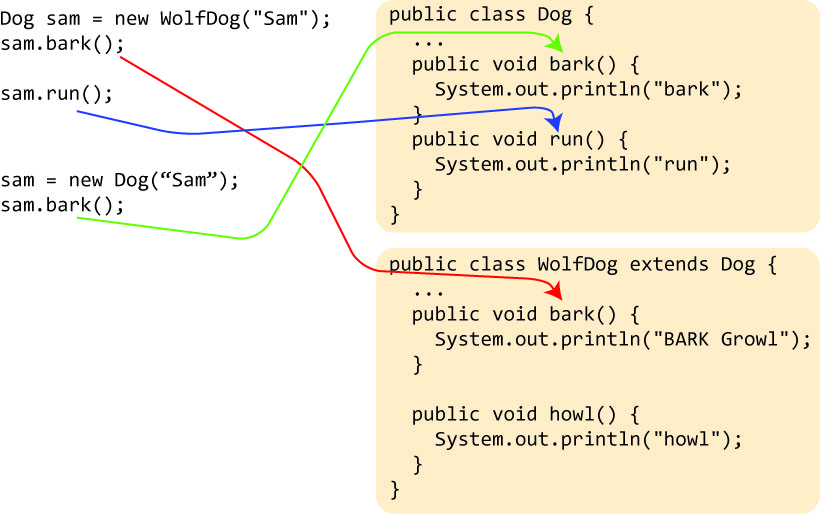 Dog sam = new WolfDog("Sam");
sam.bark();
sam.run();
sam = new Dog(“Sam”);
sam.bark();
public class Dog {
...
public void bark() {
System.out.println("bark");
}
public void run() {
System.out.println("run");
}
}
public class WolfDog extends Dog {
...
public void bark() {
System.out.println("BARK Growl");
}
public void howl() {
System.out.println("howl");
}
}